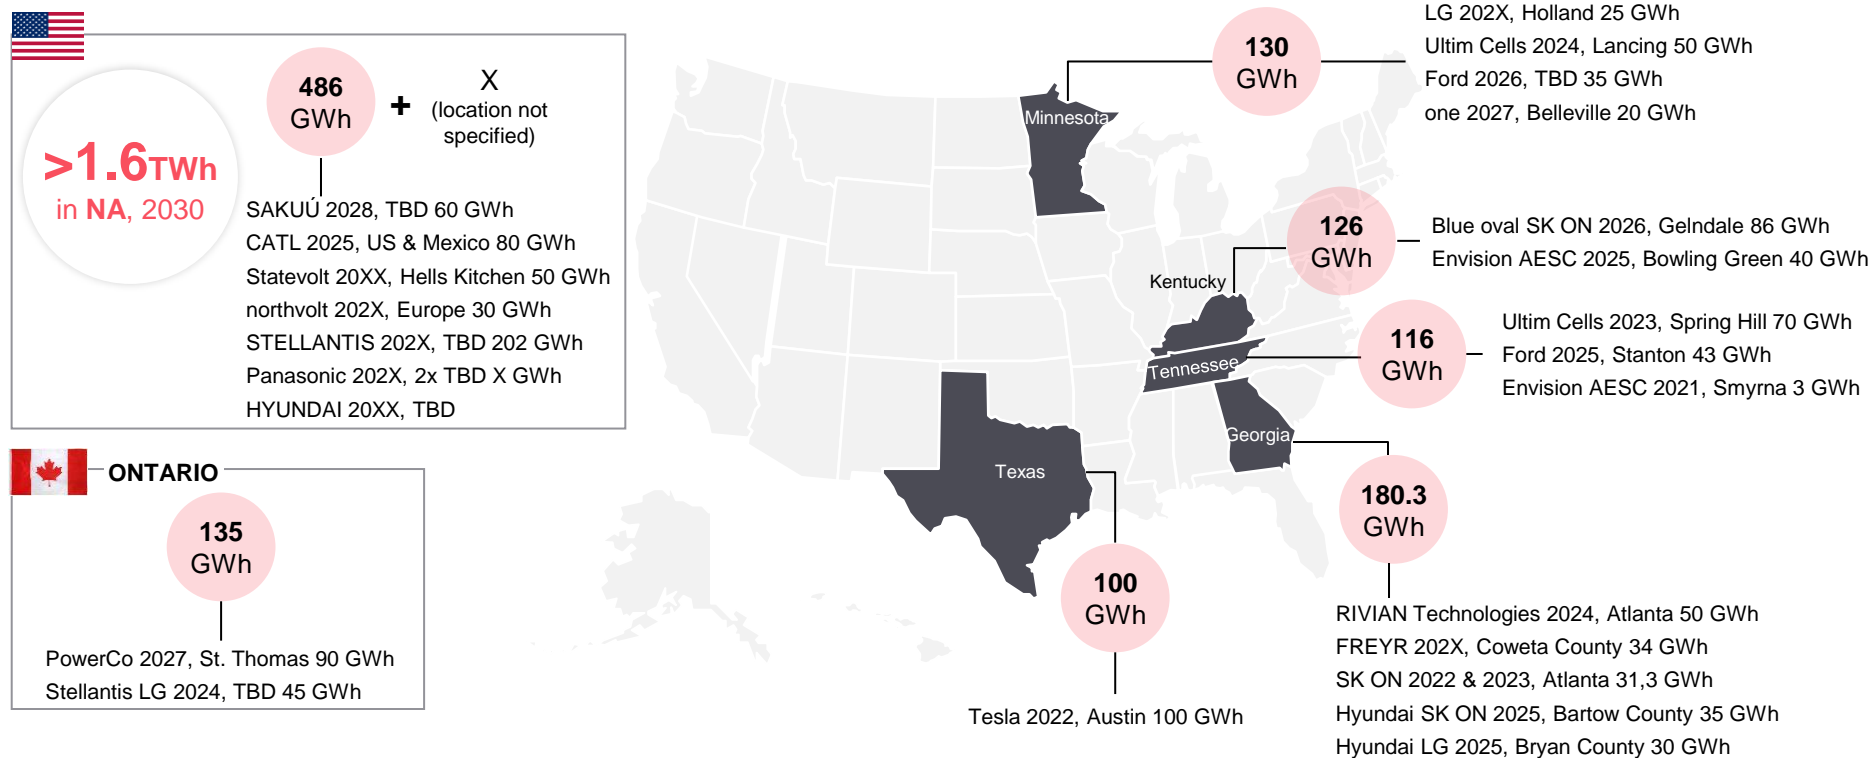 >1.6TWh
in NA, 2030
486
GWh
+
X
(location not
specified)
SAKUÚ 2028, TBD 60 GWh
CATL 2025, US & Mexico 80 GWh
Statevolt 20XX, Hells Kitchen 50 GWh
northvolt 202X, Europe 30 GWh
STELLANTIS 202X, TBD 202 GWh
Panasonic 202X, 2x TBD X GWh
HYUNDAI 20XX, TBD
ONTARIO
135
GWh
PowerCo 2027, St. Thomas 90 GWh
Stellantis LG 2024, TBD 45 GWh
Minnesota
130
GWh
LG 202X, Holland 25 GWh
Ultim Cells 2024, Lancing 50 GWh
Ford 2026, TBD 35 GWh
one 2027, Belleville 20 GWh
Kentucky
126
GWh
Blue oval SK ON 2026, Gelndale 86 GWh
Envision AESC 2025, Bowling Green 40 GWh
Tennessee
116
GWh
Ultim Cells 2023, Spring Hill 70 GWh
Ford 2025, Stanton 43 GWh
Envision AESC 2021, Smyrna 3 GWh
Georgia
180.3
GWh
RIVIAN Technologies 2024, Atlanta 50 GWh
FREYR 202X, Coweta County 34 GWh
SK ON 2022 & 2023, Atlanta 31,3 GWh
Hyundai SK ON 2025, Bartow County 35 GWh
Hyundai LG 2025, Bryan County 30 GWh
Texas
100
GWh
Tesla 2022, Austin 100 GWh